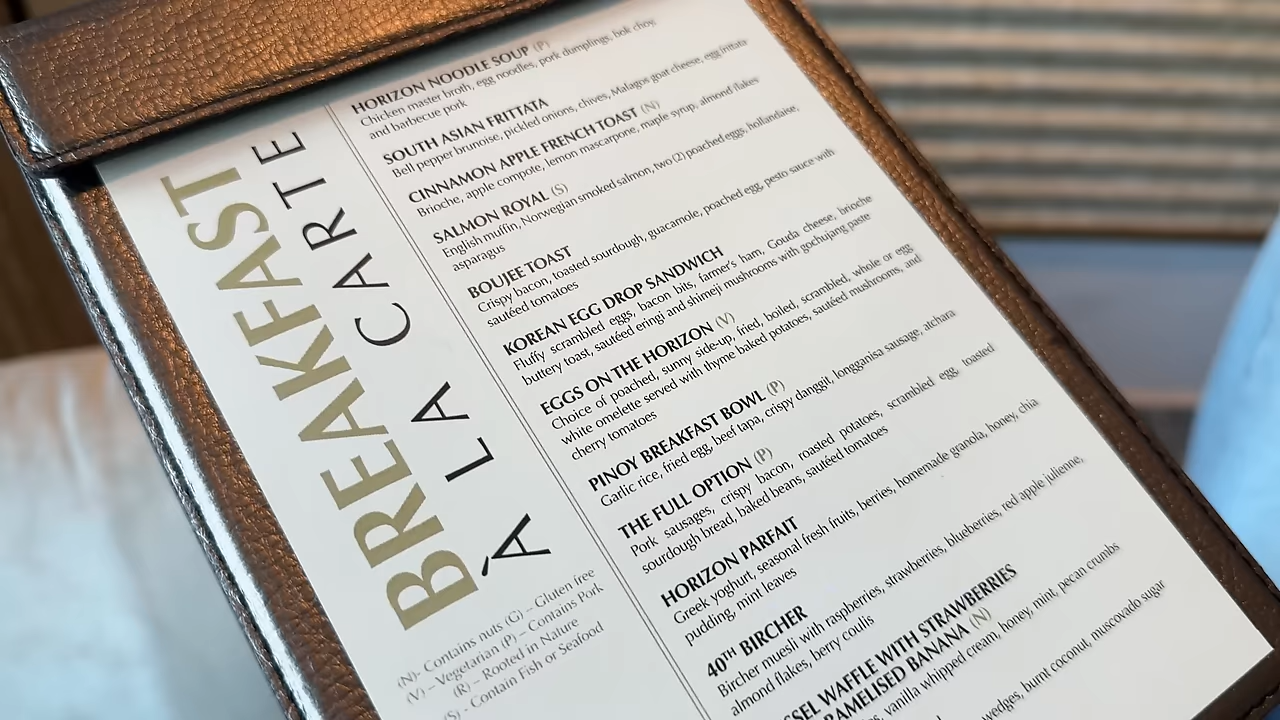 BREAKFAST
À LA CARTE
(N)- Contains nuts (G) – Gluten free
(V) – Vegetarian (P) – Contains Pork
(R) – Rooted in Nature
(S) - Contain Fish or Seafood
HORIZON NOODLE SOUP (P)
Chicken master broth, egg noodles, pork dumplings, bok choy,
and barbecue pork
SOUTH ASIAN FRITTATA
Bell pepper brunoise, pickled onions, chives, Malagos goat cheese, egg frittata
CINNAMON APPLE FRENCH TOAST (N)
Brioche, apple compote, lemon mascarpone, maple syrup, almond flakes
SALMON ROYAL (S)
English muffin, Norwegian smoked salmon, two (2) poached eggs, hollandaise,
asparagus
BOUJEE TOAST
Crispy bacon, toasted sourdough, guacamole, poached egg, pesto sauce with
sautéed tomatoes
KOREAN EGG DROP SANDWICH
Fluffy scrambled eggs, bacon bits, farmer's ham, Gouda cheese, brioche
buttery toast, sautéed eringi and shimeji mushrooms with gochujang paste
EGGS ON THE HORIZON (V)
Choice of poached, sunny side-up, fried, boiled, scrambled, whole or egg
white omelette served with thyme baked potatoes, sautéed mushrooms, and
cherry tomatoes
PINOY BREAKFAST BOWL (P)
Garlic rice, fried egg, beef tapa, crispy danggit, longganisa sausage, atchara
THE FULL OPTION (P)
Pork sausages, crispy bacon, roasted potatoes, scrambled egg toasted
sourdough bread, baked beans, sautéed tomatoes
HORIZON PARFAIT
Greek yoghurt, seasonal fresh fruits, berries, homemade granola, honey, chia
pudding, mint leaves
40TH BIRCHER
Bircher muesli with raspberries, strawberries, blueberries, red apple julienne,
almond flakes, berry coulis
WAFFLE WITH STRAWBERRIES
BANANA (N)
vanilla whipped cream, honey, mint, pecan crumbs
burnt coconut, muscovado sugar